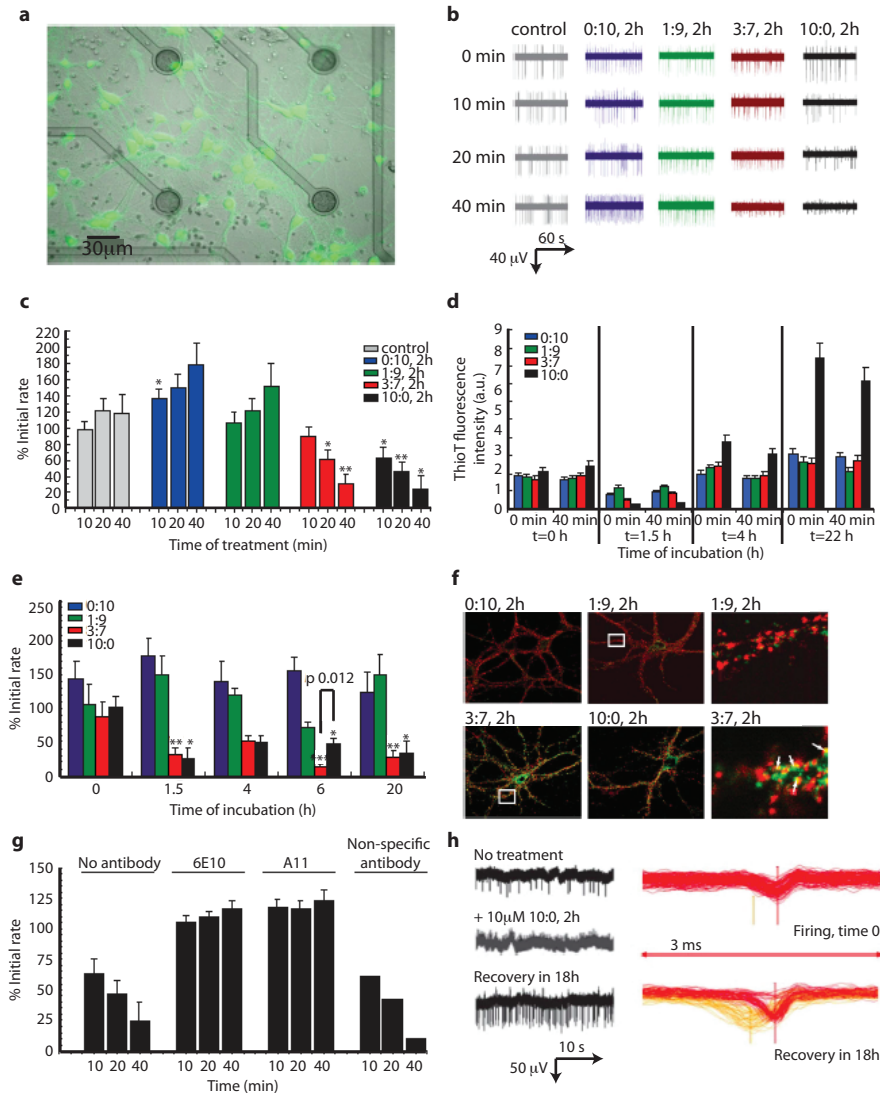 a
30μm
b
control 0:10, 2h 1:9, 2h 3:7, 2h 10:0, 2h
0 min
10 min
20 min
40 min
60 s
40 μV
c
% Initial rate
220
200
180
160
140
120
100
80
60
40
20
0
control
0:10, 2h
1:9, 2h
3:7, 2h
10:0, 2h
* * ** * ** *
10 20 40 10 20 40 10 20 40 10 20 40 10 20 40
Time of treatment (min)
d
ThioT fluorescence
intensity (a.u.)
9
8
7
6
5
4
3
2
1
0
0:10
1:9
3:7
10:0
0 min 40 min 0 min 40 min 0 min 40 min 0 min 40 min
t=0 h t=1.5 h t=4 h t=22 h
Time of incubation (h)
e
% Initial rate
250
200
150
100
50
0
0:10
1:9
3:7
10:0
p 0.012
** * *** * ** *
0 1.5 4 6 20
Time of incubation (h)
f
0:10, 2h 1:9, 2h 1:9, 2h
3:7, 2h 10:0, 2h 3:7, 2h
g
% Initial rate
150
125
100
75
50
25
0
No antibody 6E10 A11 Non-specific
antibody
10 20 40 10 20 40 10 20 40 10 20 40
Time (min)
h
No treatment
+ 10μM 10:0, 2h
Recovery in 18h
10 s
50 μV
Firing, time 0
3 ms
Recovery in 18h